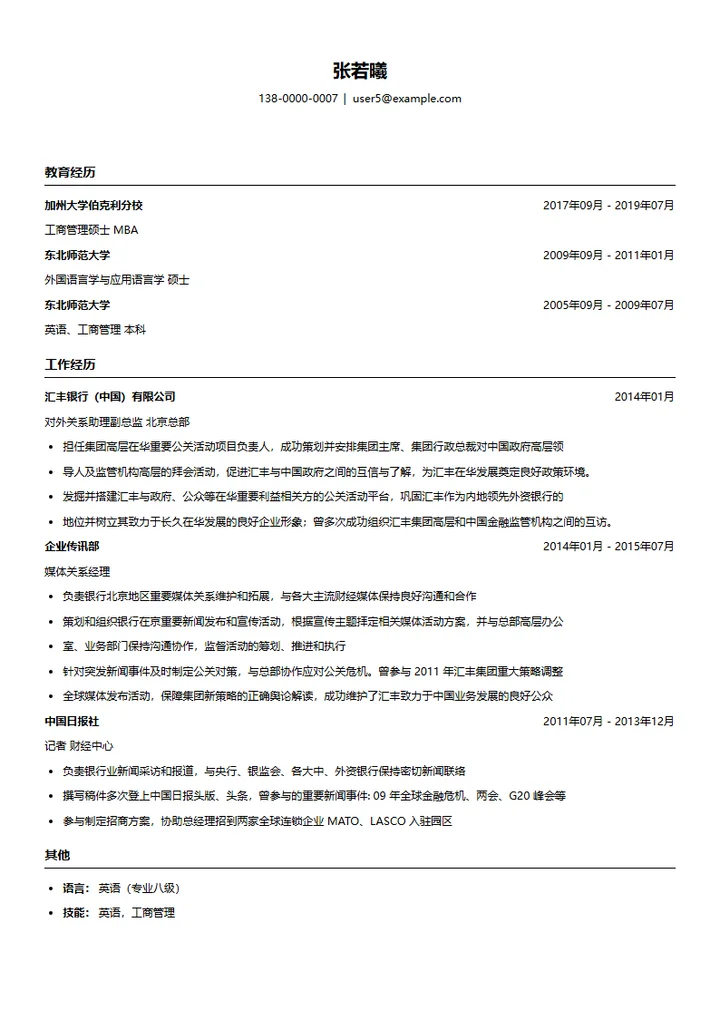 张若曦
138-0000-0007 | user5@example.com
教育经历
加州大学伯克利分校 2017年09月 - 2019年07月
工商管理硕士 MBA
东北师范大学 2009年09月 - 2011年01月
外国语言学与应用语言学 硕士
东北师范大学 2005年09月 - 2009年07月
英语、工商管理 本科
工作经历
汇丰银行（中国）有限公司 2014年01月
对外关系助理副总监 北京总部
• 担任集团高层在华重要公关活动项目负责人，成功策划并安排集团主席、集团行政总裁对中国政府高层领
• 导人及监管机构高层的拜会活动，促进汇丰与中国政府之间的互信与了解，为汇丰在华发展奠定良好政策环境。
• 发掘并搭建汇丰与政府、公众等在华重要利益相关方的公关活动平台，巩固汇丰作为内地领先外资银行的
• 地位并树立其致力于长久在华发展的良好企业形象；曾多次成功组织汇丰集团高层和中国金融监管机构之间的互访。
企业传讯部 2014年01月 - 2015年07月
媒体关系经理
• 负责银行北京地区重要媒体关系维护和拓展，与各大主流财经媒体保持良好沟通和合作
• 策划和组织银行在京重要新闻发布和宣传活动，根据宣传主题择定相关媒体活动方案，并与总部高层办公
• 室、业务部门保持沟通协作，监督活动的筹划、推进和执行
• 针对突发新闻事件及时制定公关对策，与总部协作应对公关危机。曾参与 2011 年汇丰集团重大策略调整
• 全球媒体发布活动，保障集团新策略的正确舆论解读，成功维护了汇丰致力于中国业务发展的良好公众
中国日报社 2011年07月 - 2013年12月
记者 财经中心
• 负责银行业新闻采访和报道，与央行、银监会、各大中、外资银行保持密切新闻联络
• 撰写稿件多次登上中国日报头版、头条，曾参与的重要新闻事件: 09 年全球金融危机、两会、G20 峰会等
• 参与制定招商方案，协助总经理招到两家全球连锁企业 MATO、LASCO 入驻园区
其他
• 语言： 英语（专业八级）
• 技能： 英语，工商管理